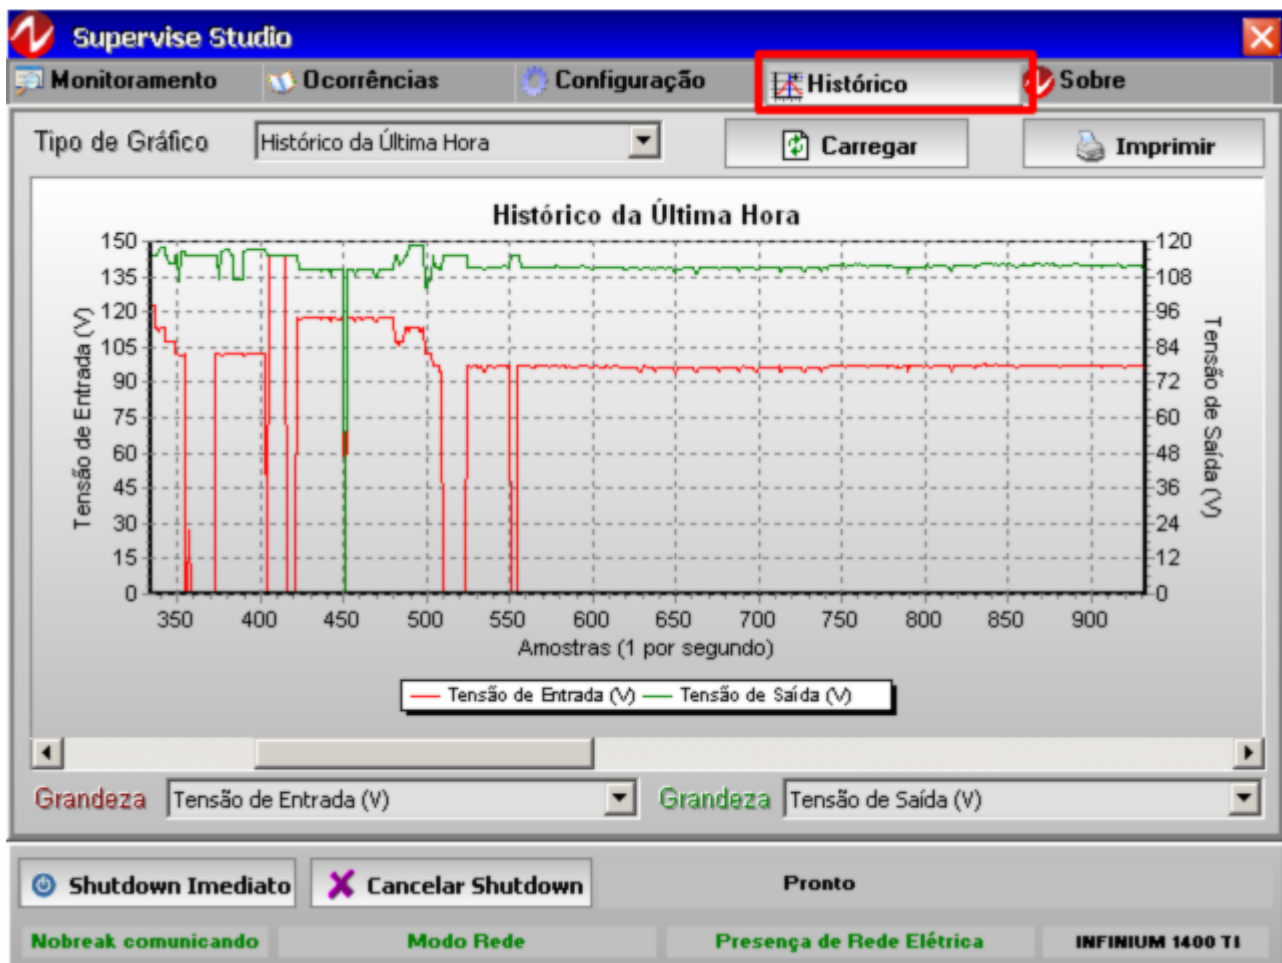 Supervise Studio
Monitoramento Ocorrências Configuração Histórico Sobre
Tipo de Gráfico Histórico da Última Hora Carregar Imprimir
Histórico da Última Hora
150 120
135 108
120 96
105 84
90 72
75 60
60 48
45 36
30 24
15 12
0 0
Tensão de Entrada (V)
Tensão de Saída (V)
350 400 450 500 550 600 650 700 750 800 850 900
Amostras (1 por segundo)
Tensão de Entrada (V) Tensão de Saída (V)
Grandeza Tensão de Entrada (V) Grandeza Tensão de Saída (V)
Shutdown Imediato Cancelar Shutdown Pronto
Nobreak comunicando Modo Rede Presença de Rede Elétrica INFINIUM 1400 TI